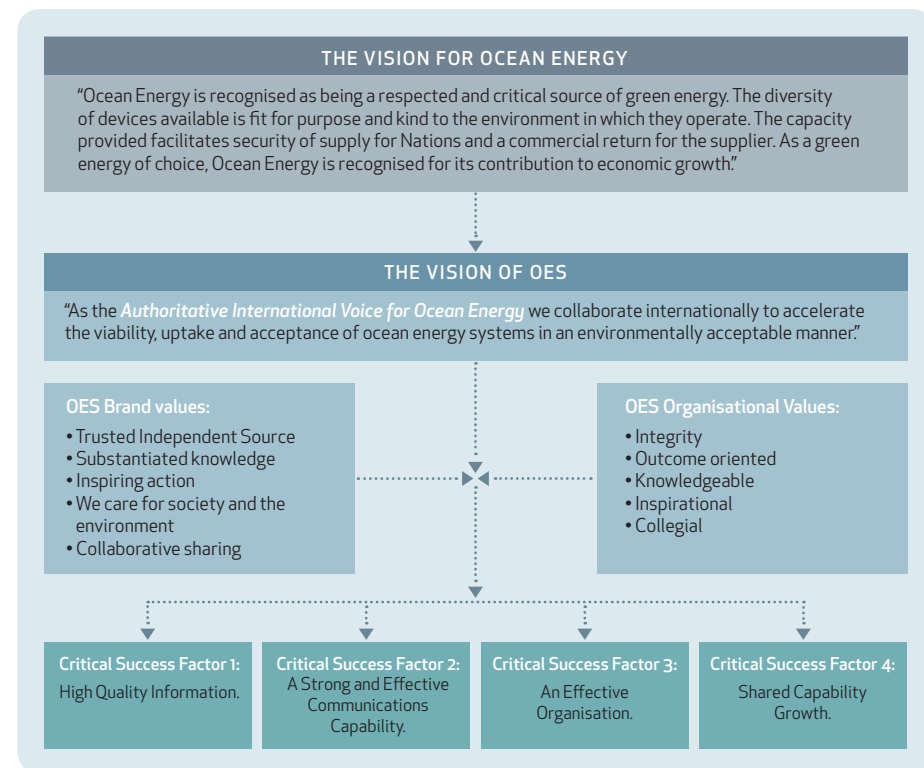 THE VISION FOR OCEAN ENERGY
“Ocean Energy is recognised as being a respected and critical source of green energy. The diversity
of devices available is fit for purpose and kind to the environment in which they operate. The capacity
provided facilitates security of supply for Nations and a commercial return for the supplier. As a green
energy of choice, Ocean Energy is recognised for its contribution to economic growth.”
THE VISION OF OES
“As the Authoritative International Voice for Ocean Energy we collaborate internationally to accelerate
the viability, uptake and acceptance of ocean energy systems in an environmentally acceptable manner.”
OES Brand values:
• Trusted Independent Source
• Substantiated knowledge
• Inspiring action
• We care for society and the
environment
• Collaborative sharing
OES Organisational Values:
• Integrity
• Outcome oriented
• Knowledgeable
• Inspirational
• Collegial
Critical Success Factor 1:
High Quality Information.
Critical Success Factor 2:
A Strong and Effective
Communications
Capability.
Critical Success Factor 3:
An Effective
Organisation.
Critical Success Factor 4:
Shared Capability
Growth.